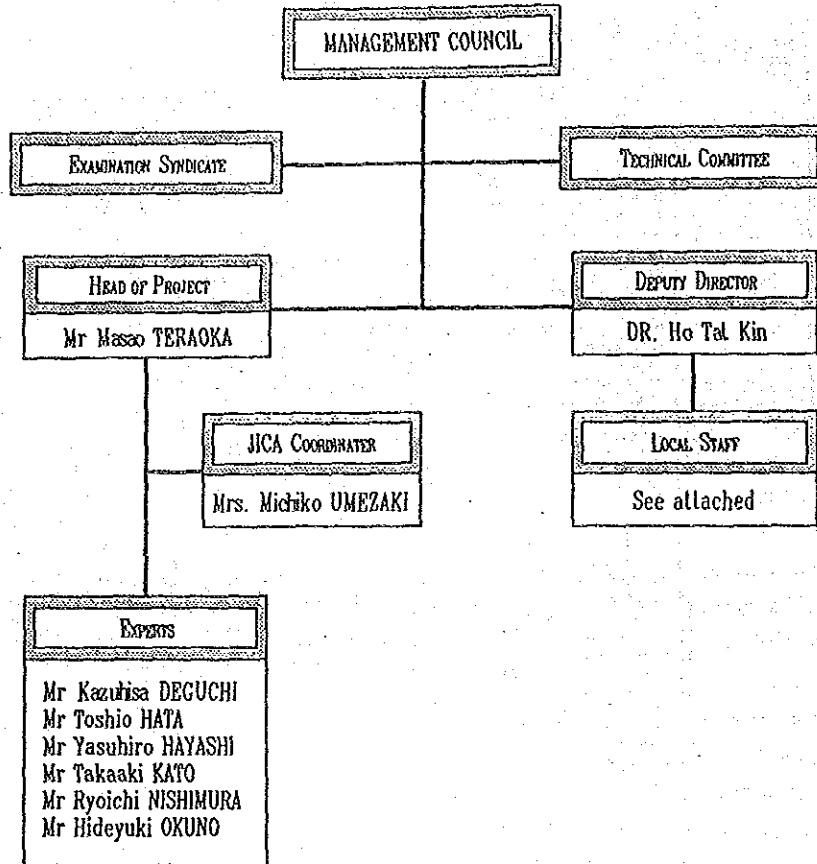 MANAGEMENT COUNCIL
EXAMINATION SYNDICATE
TECHNICAL COMMITTEE
HEAD OF PROJECT
Mr Masao TERAOKA
DEPUTY DIRECTOR
DR. Ho Tal Kin
JICA COORDINATER
Mrs. Michiko UMEZAKI
LOCAL STAFF
See attached
EXPERTS
Mr Kazuhisa DEGUCHI
Mr Toshio HATA
Mr Yasuhiro HAYASHI
Mr Takaaki KATO
Mr Ryoichi NISHIMURA
Mr Hideyuki OKUNO